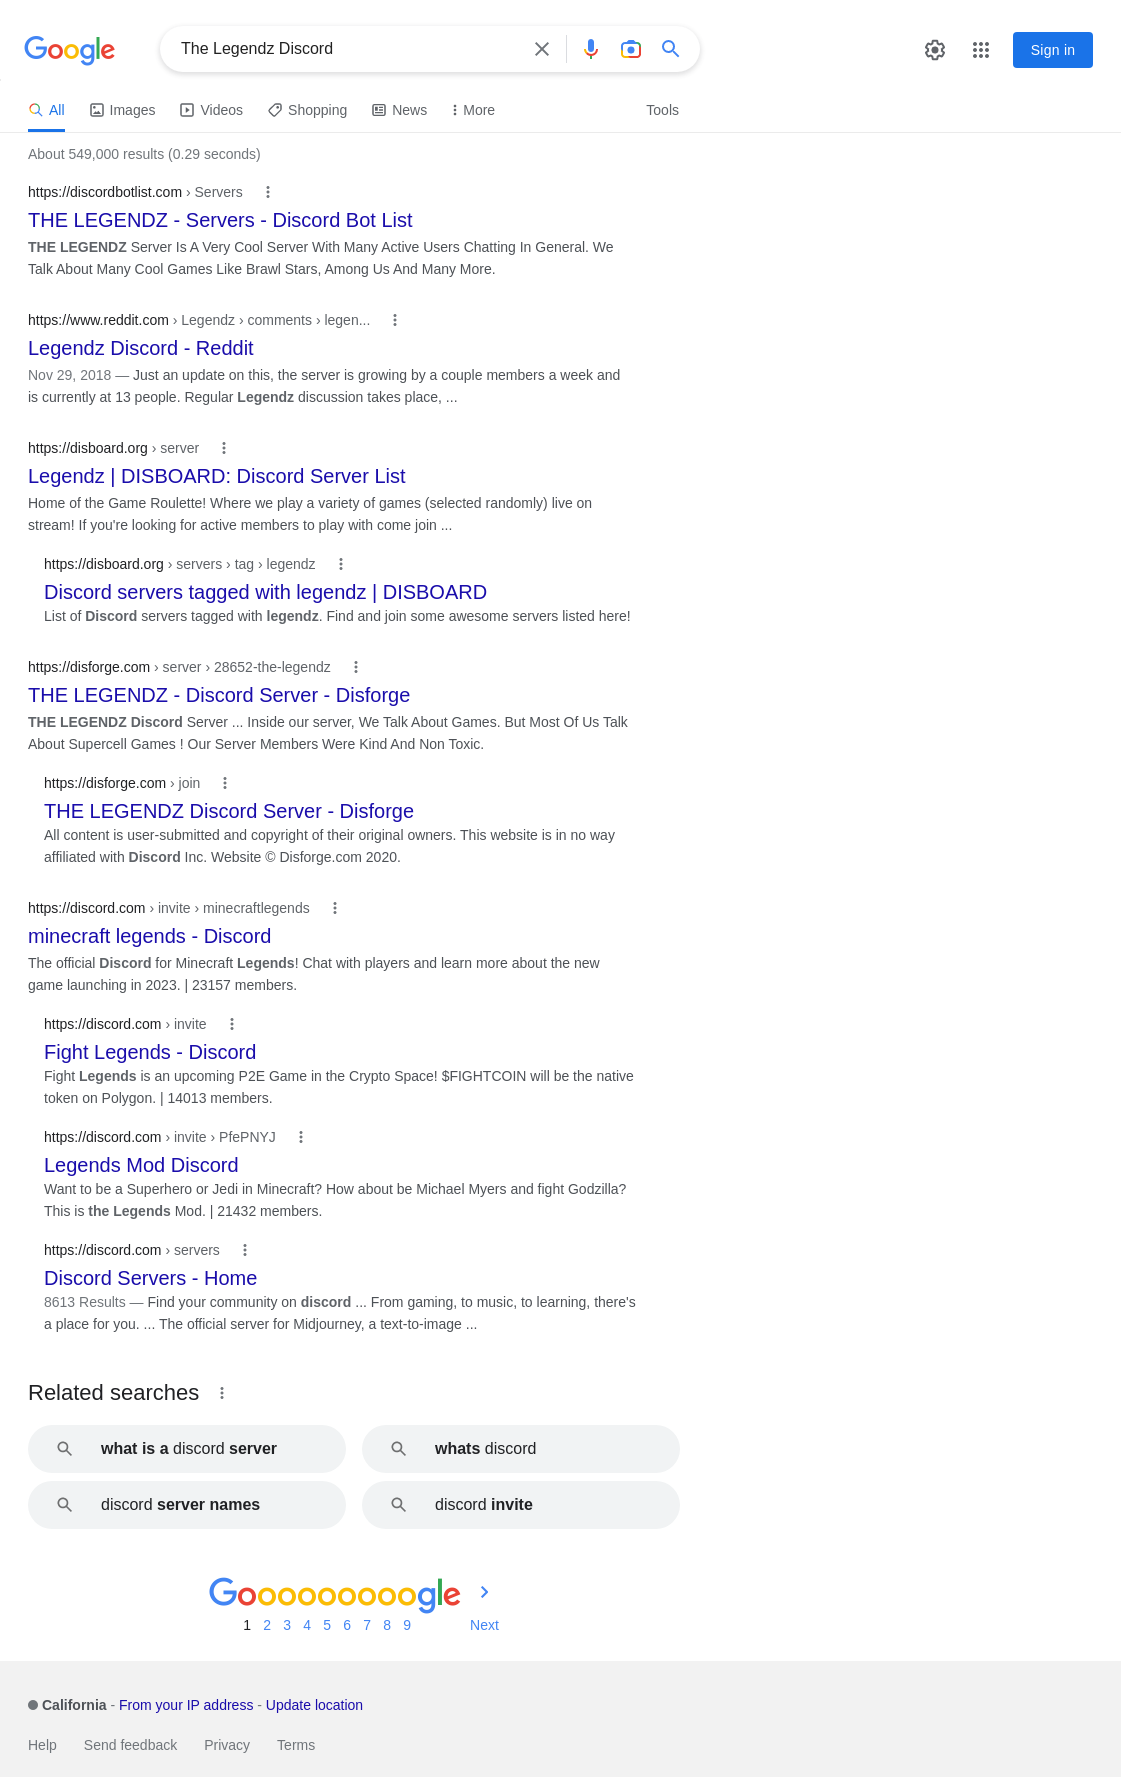 Google
The Legendz Discord
Sign in
All
Images
Videos
Shopping
News
More
Tools
About 549,000 results (0.29 seconds)
https://discordbotlist.com › Servers
THE LEGENDZ - Servers - Discord Bot List
THE LEGENDZ Server Is A Very Cool Server With Many Active Users Chatting In General. We
Talk About Many Cool Games Like Brawl Stars, Among Us And Many More.
https://www.reddit.com › Legendz › comments › legen...
Legendz Discord - Reddit
Nov 29, 2018 — Just an update on this, the server is growing by a couple members a week and
is currently at 13 people. Regular Legendz discussion takes place, ...
https://disboard.org › server
Legendz | DISBOARD: Discord Server List
Home of the Game Roulette! Where we play a variety of games (selected randomly) live on
stream! If you're looking for active members to play with come join ...
https://disboard.org › servers › tag › legendz
Discord servers tagged with legendz | DISBOARD
List of Discord servers tagged with legendz. Find and join some awesome servers listed here!
https://disforge.com › server › 28652-the-legendz
THE LEGENDZ - Discord Server - Disforge
THE LEGENDZ Discord Server ... Inside our server, We Talk About Games. But Most Of Us Talk
About Supercell Games ! Our Server Members Were Kind And Non Toxic.
https://disforge.com › join
THE LEGENDZ Discord Server - Disforge
All content is user-submitted and copyright of their original owners. This website is in no way
affiliated with Discord Inc. Website © Disforge.com 2020.
https://discord.com › invite › minecraftlegends
minecraft legends - Discord
The official Discord for Minecraft Legends! Chat with players and learn more about the new
game launching in 2023. | 23157 members.
https://discord.com › invite
Fight Legends - Discord
Fight Legends is an upcoming P2E Game in the Crypto Space! $FIGHTCOIN will be the native
token on Polygon. | 14013 members.
https://discord.com › invite › PfePNYJ
Legends Mod Discord
Want to be a Superhero or Jedi in Minecraft? How about be Michael Myers and fight Godzilla?
This is the Legends Mod. | 21432 members.
https://discord.com › servers
Discord Servers - Home
8613 Results — Find your community on discord ... From gaming, to music, to learning, there's
a place for you. ... The official server for Midjourney, a text-to-image ...
Related searches
what is a discord server
whats discord
discord server names
discord invite
Goooooooooogle
1 2 3 4 5 6 7 8 9 Next
California - From your IP address - Update location
Help Send feedback Privacy Terms